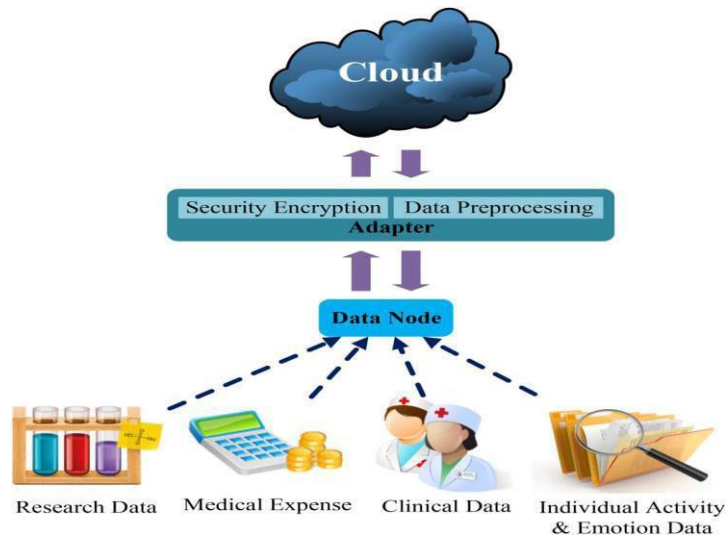 Cloud
Security Encryption
Data Preprocessing
Adapter
Data Node
Research Data
Medical Expense
Clinical Data
Individual Activity
& Emotion Data